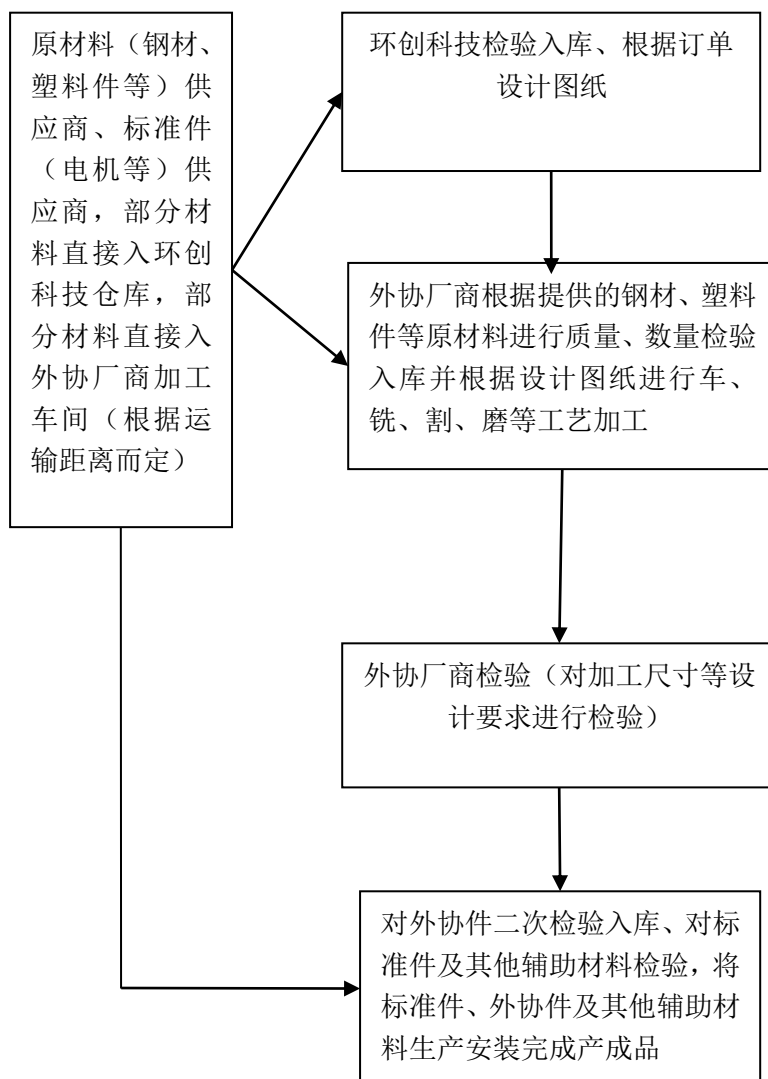 原材料（钢材、
塑料件等）供
应商、标准件
（电机等）供
应商，部分材
料直接入环创
科技仓库，部
分材料直接入
外协厂商加工
车间（根据运
输距离而定）
环创科技检验入库、根据订单
设计图纸
外协厂商根据提供的钢材、塑料
件等原材料进行质量、数量检验
入库并根据设计图纸进行车、
铣、割、磨等工艺加工
外协厂商检验（对加工尺寸等设
计要求进行检验）
对外协件二次检验入库、对标
准件及其他辅助材料检验，将
标准件、外协件及其他辅助材
料生产安装完成产成品